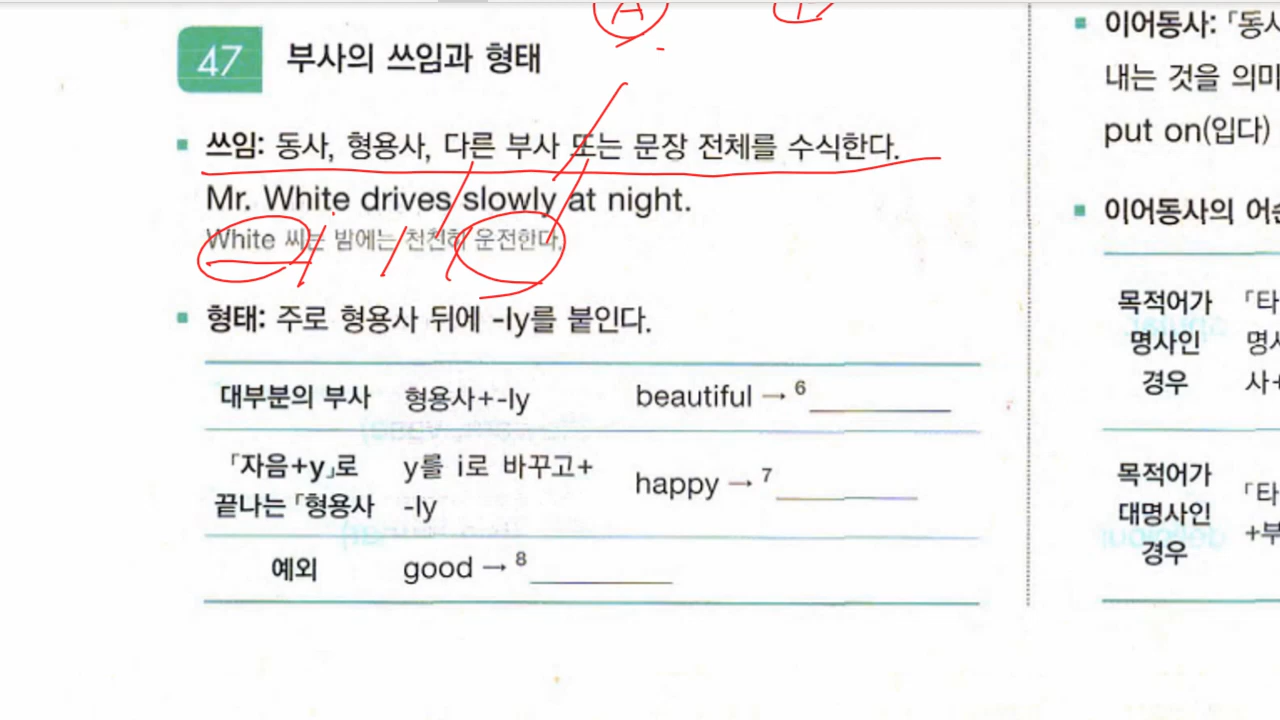 47 부사의 쓰임과 형태
쓰임: 동사, 형용사, 다른 부사 또는 문장 전체를 수식한다.
Mr. White drives slowly at night.
White 씨는 밤에는 천천히 운전한다.
형태: 주로 형용사 뒤에 -ly를 붙인다.
대부분의 부사 형용사+-ly beautiful → 6
「자음+y」로 끝나는 「형용사 y를 i로 바꾸고+ -ly happy → 7
예외 good → 8
이어동사: 「동사
내는 것을 의미
put on(입다)
이어동사의 어순
목적어가 「타
명사인 명사
경우 사+
목적어가
대명사인 「타
경우 +부
A